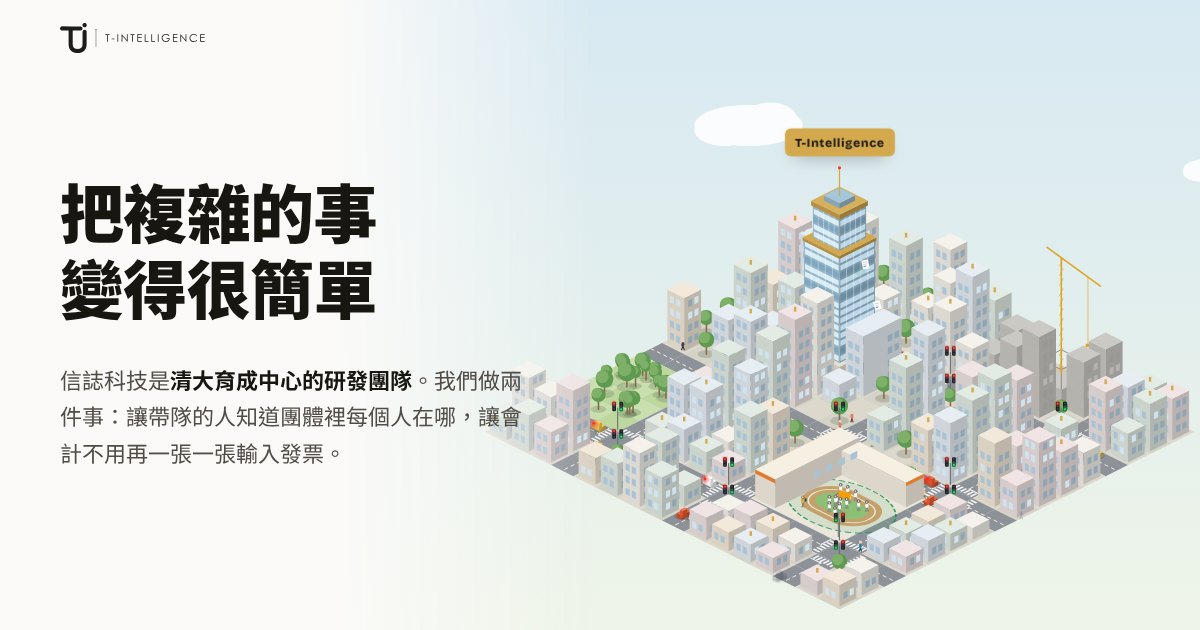 T-INTELLIGENCE
T-Intelligence
把複雜的事
變得很簡單
信誌科技是清大育成中心的研發團隊。我們做兩
件事：讓帶隊的人知道團體裡每個人在哪，讓會
計不用再一張一張輸入發票。